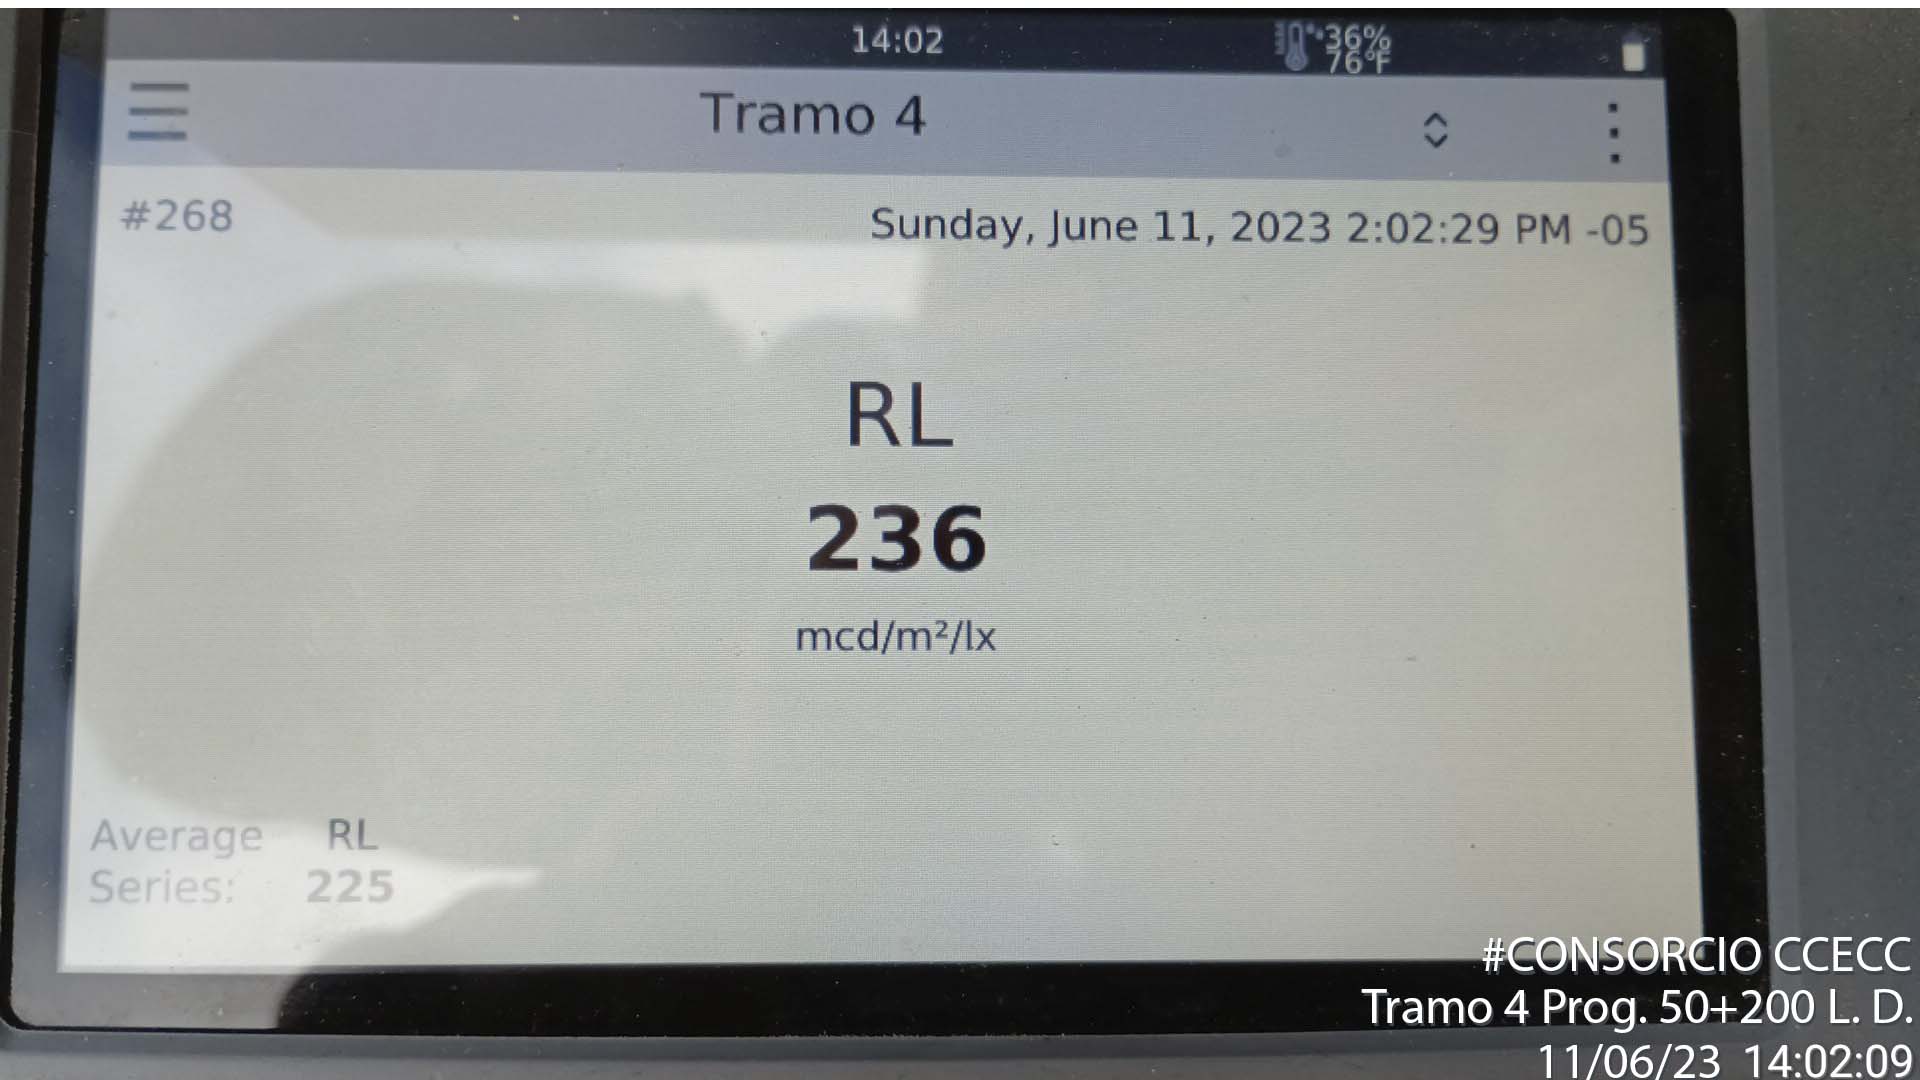 14:02
36%
76°F
Tramo 4
#268
Sunday, June 11, 2023 2:02:29 PM -05
RL
236
mcd/m²/lx
Average RL
Series: 225
#CONSORCIO CCECC
Tramo 4 Prog. 50+200 L. D.
11/06/23 14:02:09